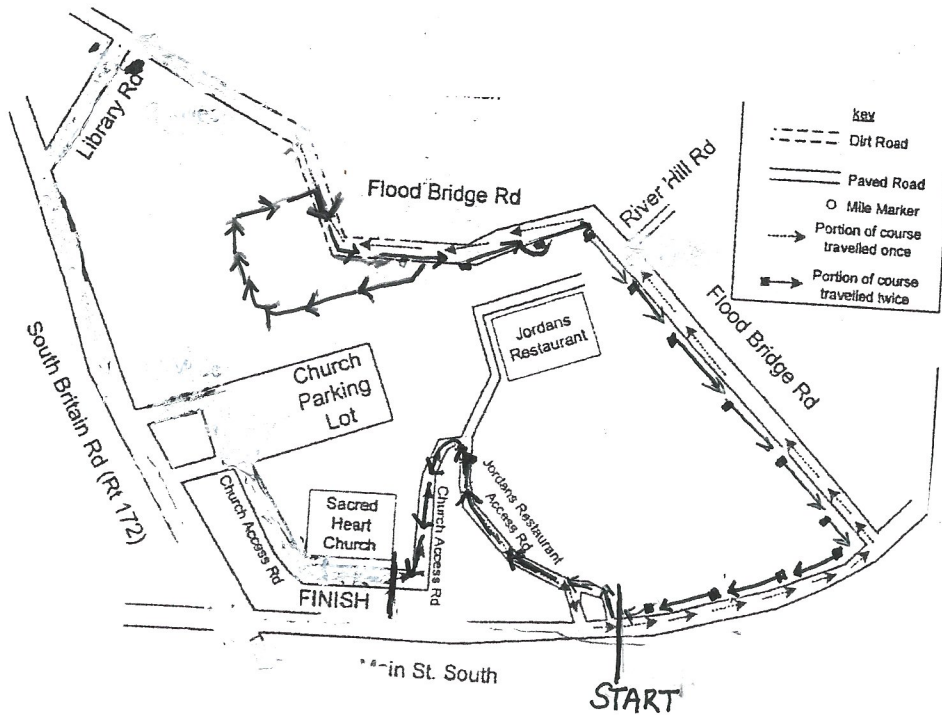 Library Rd
Flood Bridge Rd
River Hill Rd
key
Dirt Road
Paved Road
Mile Marker
Portion of course
travelled once
Portion of course
travelled twice
Flood Bridge Rd
Jordans
Restaurant
South Britain Rd (Rt 172)
Church
Parking
Lot
Church Access Rd
Sacred
Heart
Church
Church Access Rd
Jordans Restaurant
Access Rd
FINISH
St. South
START